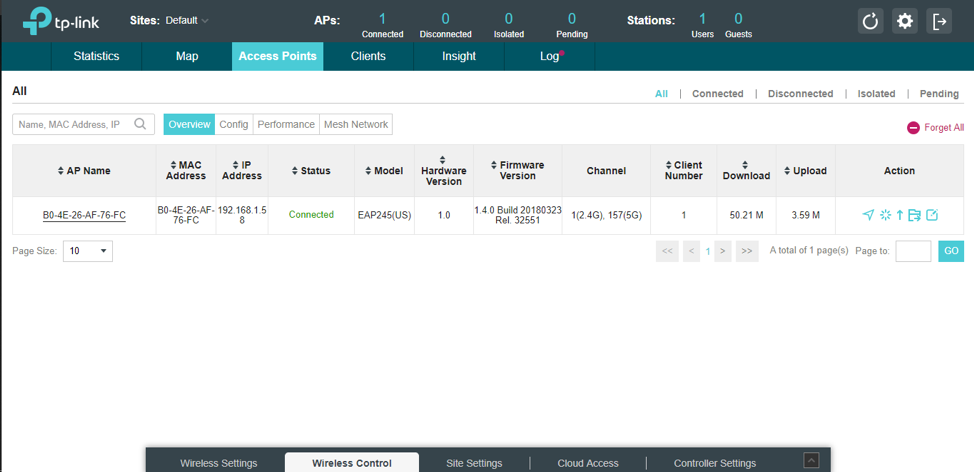 tp-link
Sites: Default
APs:
1 0 0 0
Connected Disconnected Isolated Pending
Stations:
1 0
Users Guests
Statistics Map Access Points Clients Insight Log
All
All | Connected | Disconnected | Isolated | Pending
Name, MAC Address, IP
Overview Config Performance Mesh Network
Forget All
AP Name MAC Address IP Address Status Model Hardware Version Firmware Version Channel Client Number Download Upload Action
B0-4E-26-AF-76-FC B0-4E-26-AF-76-FC 192.168.1.58 Connected EAP245(US) 1.0 1.4.0 Build 20180323 Rel. 32551 1(2.4G), 157(5G) 1 50.21 M 3.59 M
Page Size: 10
<< < 1 > >> A total of 1 page(s) Page to: GO
Wireless Settings Wireless Control Site Settings | Cloud Access | Controller Settings